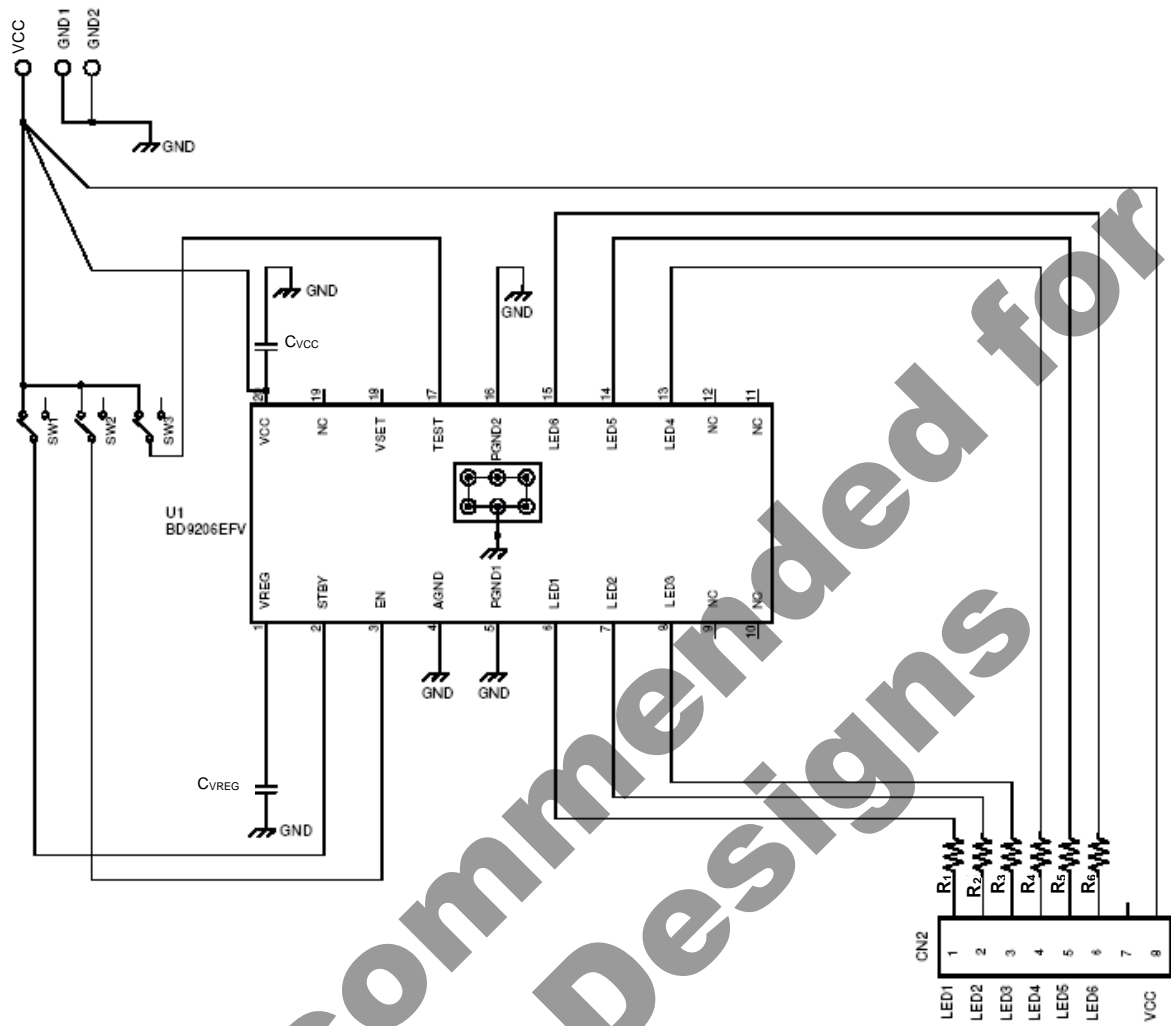 VCC
GND1
GND2
GND
GND
CVCC
GND
SW1
SW2
SW3
20
19
18
17
16
15
14
13
12
11
VCC
NC
VSET
TEST
PGND2
LED6
LED5
LED4
NC
NC
U1
BD9206EFV
VREG
STBY
EN
AGND
PGND1
LED1
LED2
LED3
NC
NC
1
2
3
4
5
6
7
8
9
10
GND
GND
CVREG
GND
R1
R2
R3
R4
R5
R6
CN2
1
2
3
4
5
6
7
8
LED1
LED2
LED3
LED4
LED5
LED6
VCC
ommended for
Designs